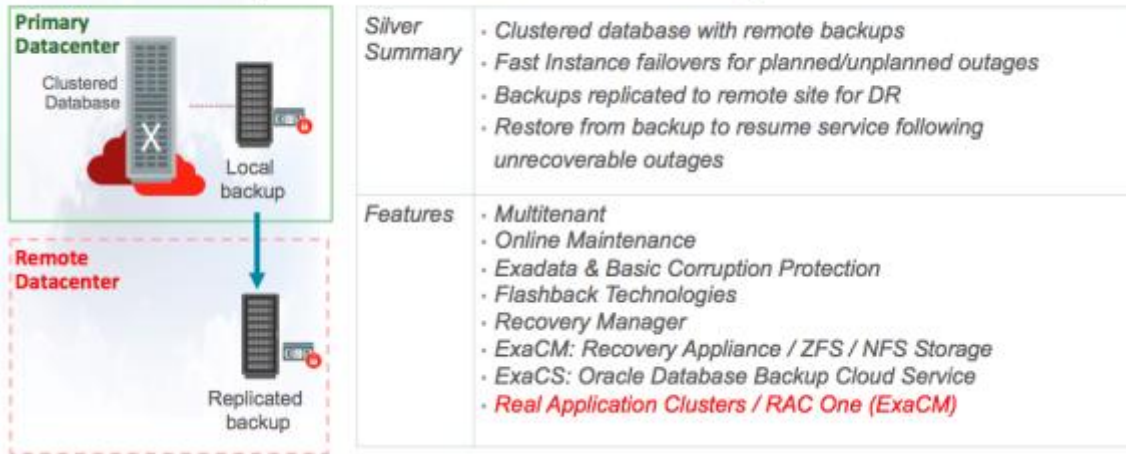 Primary
Datacenter
Clustered
Database
X
Local
backup
Remote
Datacenter
Replicated
backup
Silver
Summary
· Clustered database with remote backups
· Fast Instance failovers for planned/unplanned outages
· Backups replicated to remote site for DR
· Restore from backup to resume service following
unrecoverable outages
Features
· Multitenant
· Online Maintenance
· Exadata & Basic Corruption Protection
· Flashback Technologies
· Recovery Manager
· ExaCM: Recovery Appliance / ZFS / NFS Storage
· ExaCS: Oracle Database Backup Cloud Service
· Real Application Clusters / RAC One (ExaCM)